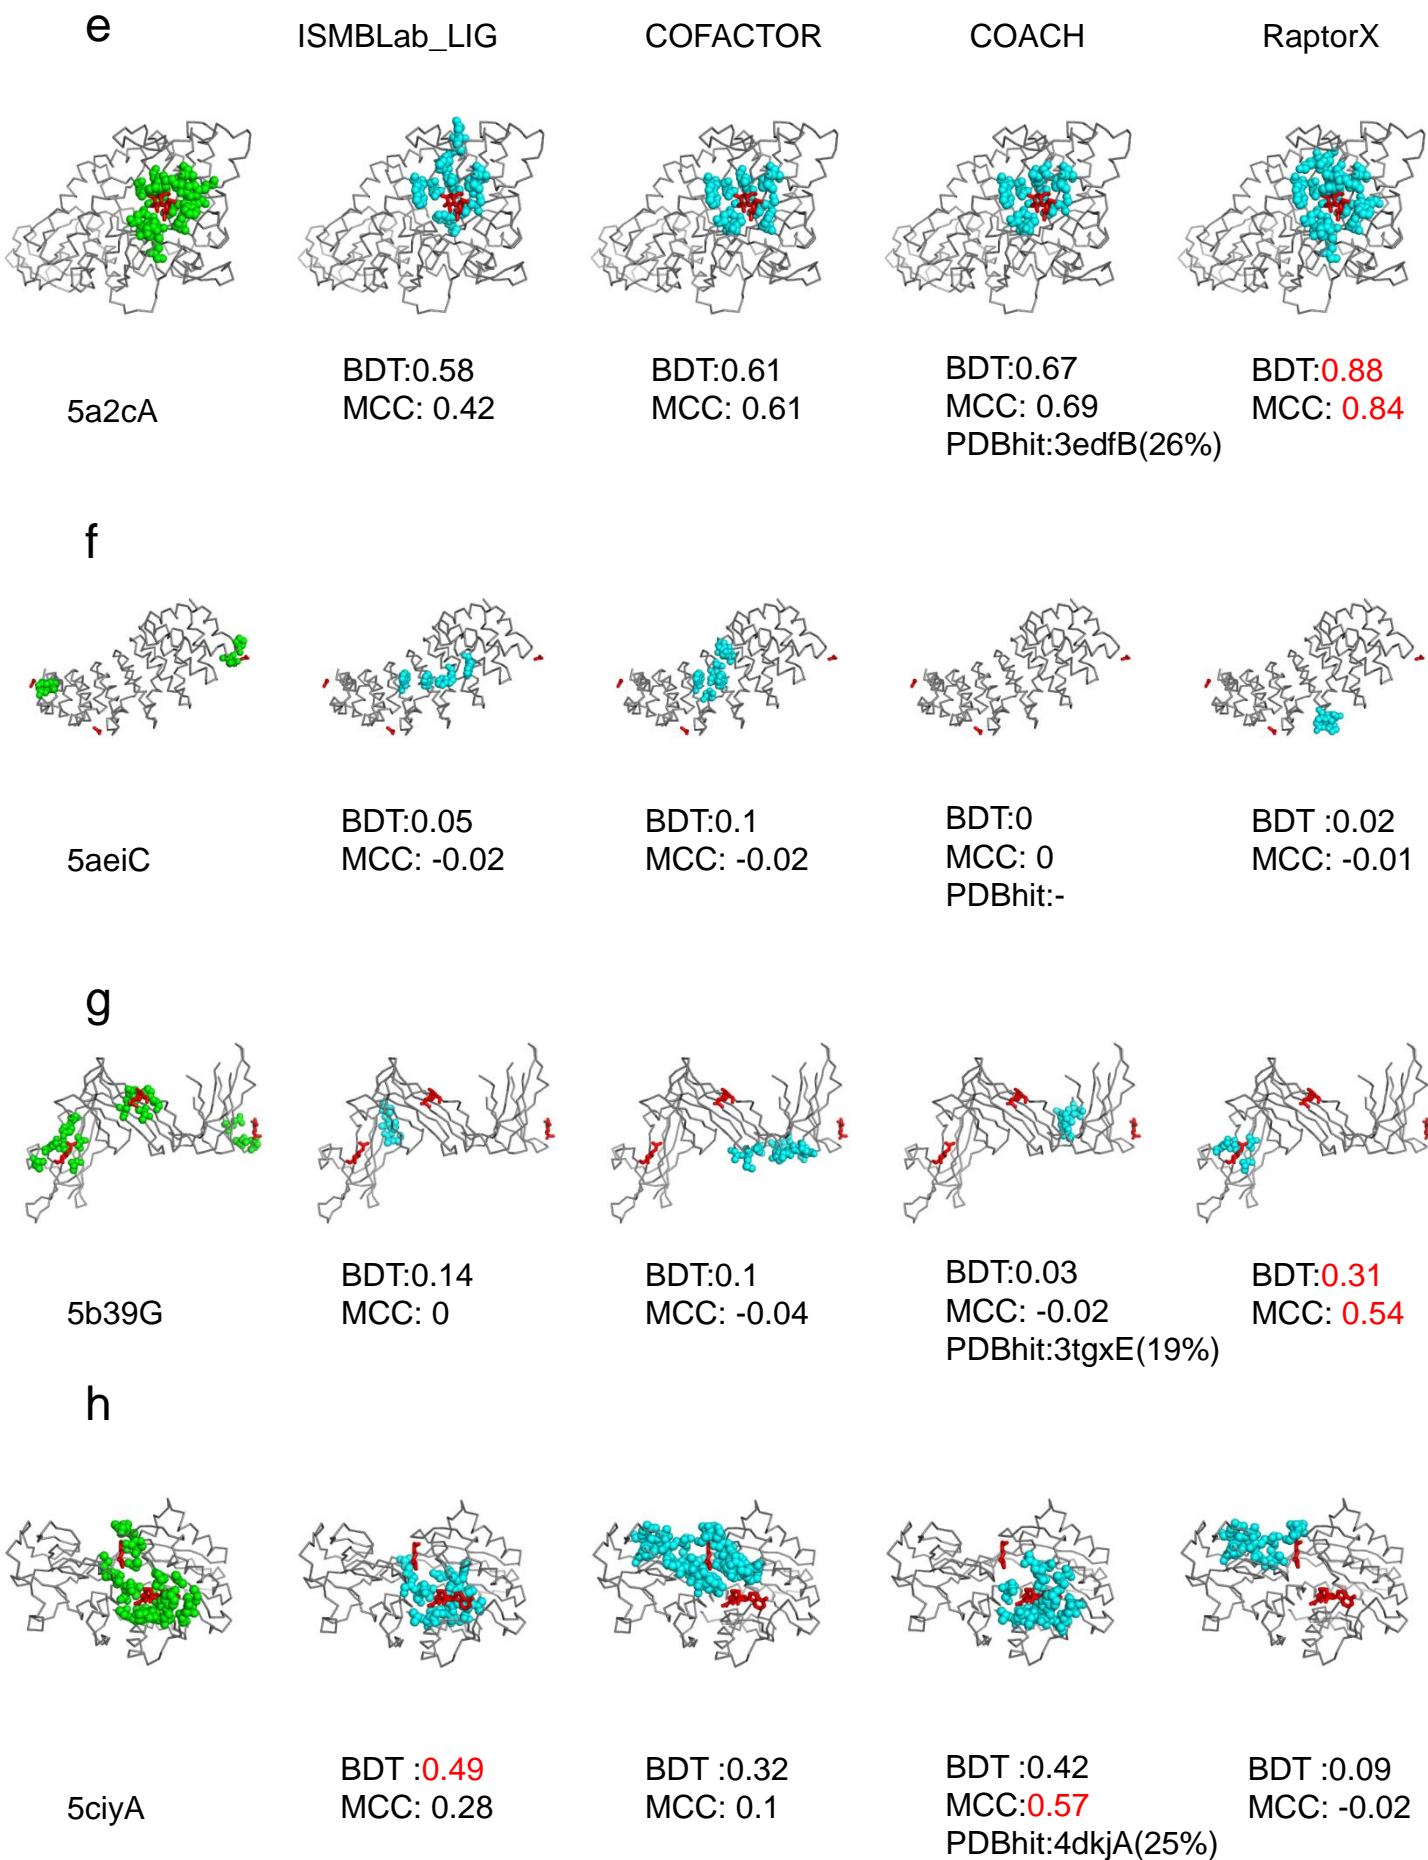 e
ISMBLab_LIG COFACTOR COACH RaptorX
5a2cA
BDT:0.58
MCC: 0.42
BDT:0.61
MCC: 0.61
BDT:0.67
MCC: 0.69
PDBhit:3edfB(26%)
BDT:0.88
MCC: 0.84
f
5aeiC
BDT:0.05
MCC: -0.02
BDT:0.1
MCC: -0.02
BDT:0
MCC: 0
PDBhit:-
BDT :0.02
MCC: -0.01
g
5b39G
BDT:0.14
MCC: 0
BDT:0.1
MCC: -0.04
BDT:0.03
MCC: -0.02
PDBhit:3tgxE(19%)
BDT:0.31
MCC: 0.54
h
5ciyA
BDT :0.49
MCC: 0.28
BDT :0.32
MCC: 0.1
BDT :0.42
MCC:0.57
PDBhit:4dkjA(25%)
BDT :0.09
MCC: -0.02